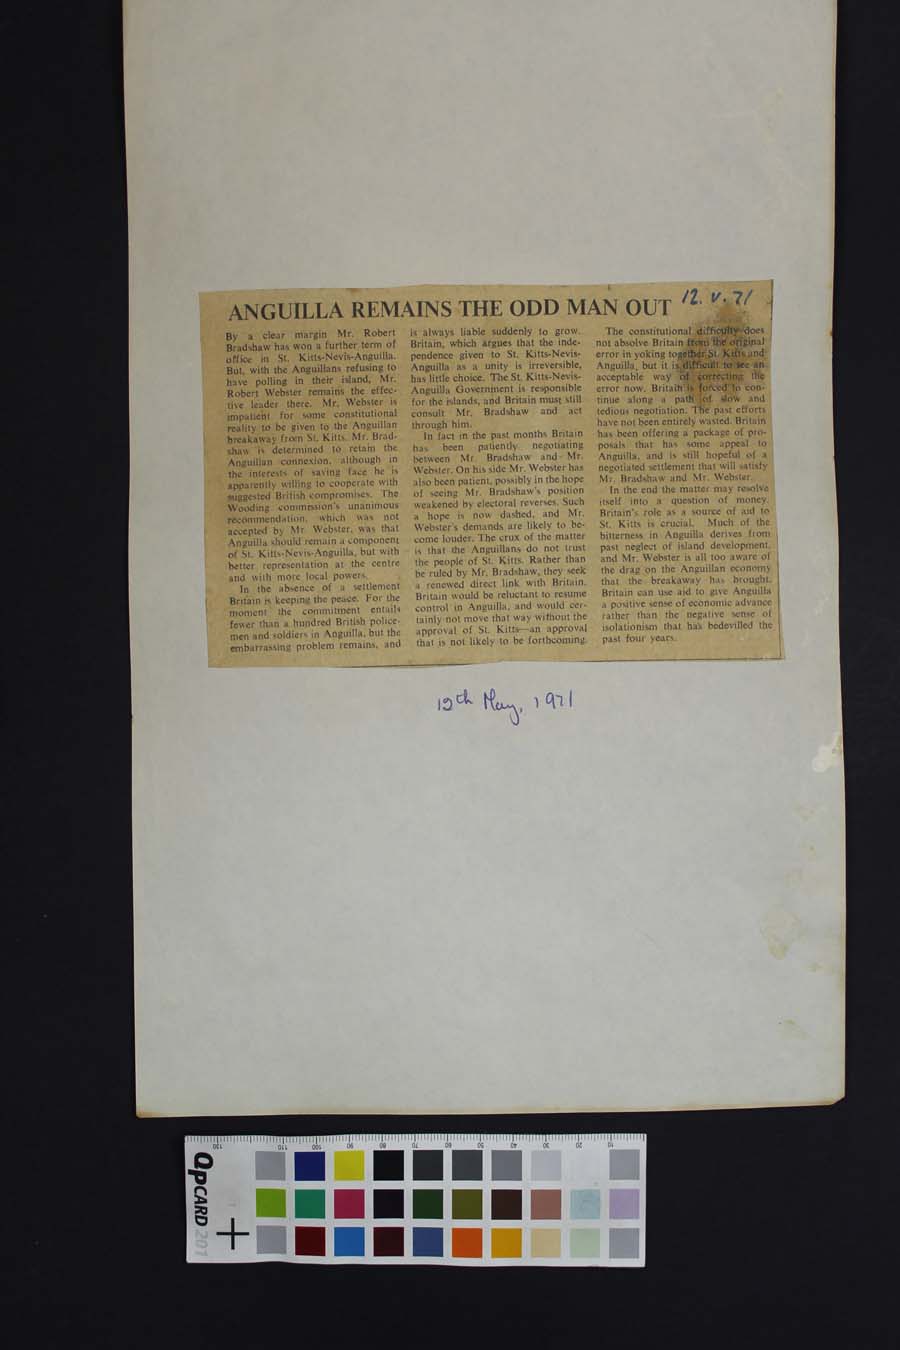 ANGUILLA REMAINS THE ODD MAN OUT
12. v. 71
By a clear margin Mr. Robert
Bradshaw has won a further term of
office in St. Kitts-Nevis-Anguilla.
But, with the Anguillans refusing to
have polling in their island, Mr.
Robert Webster remains the effec-
tive leader there. Mr. Webster is
impatient for some constitutional
reality to be given to the Anguillan
breakaway from St. Kitts. Mr. Brad-
shaw is determined to retain the
Anguillan connexion, although in
the interests of saving face he is
apparently willing to cooperate with
suggested British compromises. The
Wooding commission's unanimous
recommendation, which was not
accepted by Mr. Webster, was that
Anguilla should remain a component
of St. Kitts-Nevis-Anguilla, but with
better representation at the centre
and with more local powers.
In the absence of a settlement
Britain is keeping the peace. For the
moment the commitment entails
fewer than a hundred British police-
men and soldiers in Anguilla, but the
embarrassing problem remains, and
is always liable suddenly to grow.
Britain, which argues that the inde-
pendence given to St. Kitts-Nevis-
Anguilla as a unity is irreversible,
has little choice. The St. Kitts-Nevis-
Anguilla Government is responsible
for the islands, and Britain must still
consult Mr. Bradshaw and act
through him.
In fact in the past months Britain
has been patiently negotiating
between Mr. Bradshaw and Mr.
Webster. On his side Mr. Webster has
also been patient, possibly in the hope
of seeing Mr. Bradshaw's position
weakened by electoral reverses. Such
a hope is now dashed, and Mr.
Webster's demands are likely to be-
come louder. The crux of the matter
is that the Anguillans do not trust
the people of St. Kitts. Rather than
be ruled by Mr. Bradshaw, they seek
a renewed direct link with Britain.
Britain would be reluctant to resume
control in Anguilla, and would cer-
tainly not move that way without the
approval of St. Kitts—an approval
that is not likely to be forthcoming.
The constitutional difficulty does
not absolve Britain from the original
error in yoking together St. Kitts and
Anguilla, but it is difficult to see an
acceptable way of correcting the
error now. Britain is forced to con-
tinue along a path of slow and
tedious negotiation. The past efforts
have not been entirely wasted. Britain
has been offering a package of pro-
posals that has some appeal to
Anguilla, and is still hopeful of a
negotiated settlement that will satisfy
Mr. Bradshaw and Mr. Webster.
In the end the matter may resolve
itself into a question of money.
Britain's role as a source of aid to
St. Kitts is crucial. Much of the
bitterness in Anguilla derives from
past neglect of island development,
and Mr. Webster is all too aware of
the drag on the Anguillan economy
that the breakaway has brought.
Britain can use aid to give Anguilla
a positive sense of economic advance
rather than the negative sense of
isolationism that has bedevilled the
past four years.
12th May, 1971
120 110 100 90 80 70 60 50 40 30 20 10
QPCARD 201